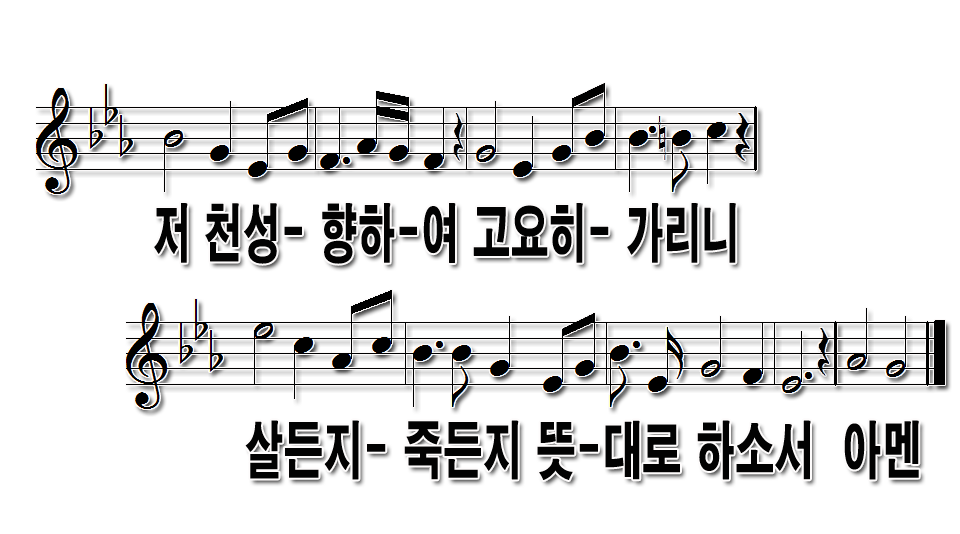 저 천성- 향하-여 고요히- 가리니
살든지- 죽든지 뜻-대로 하소서 아멘